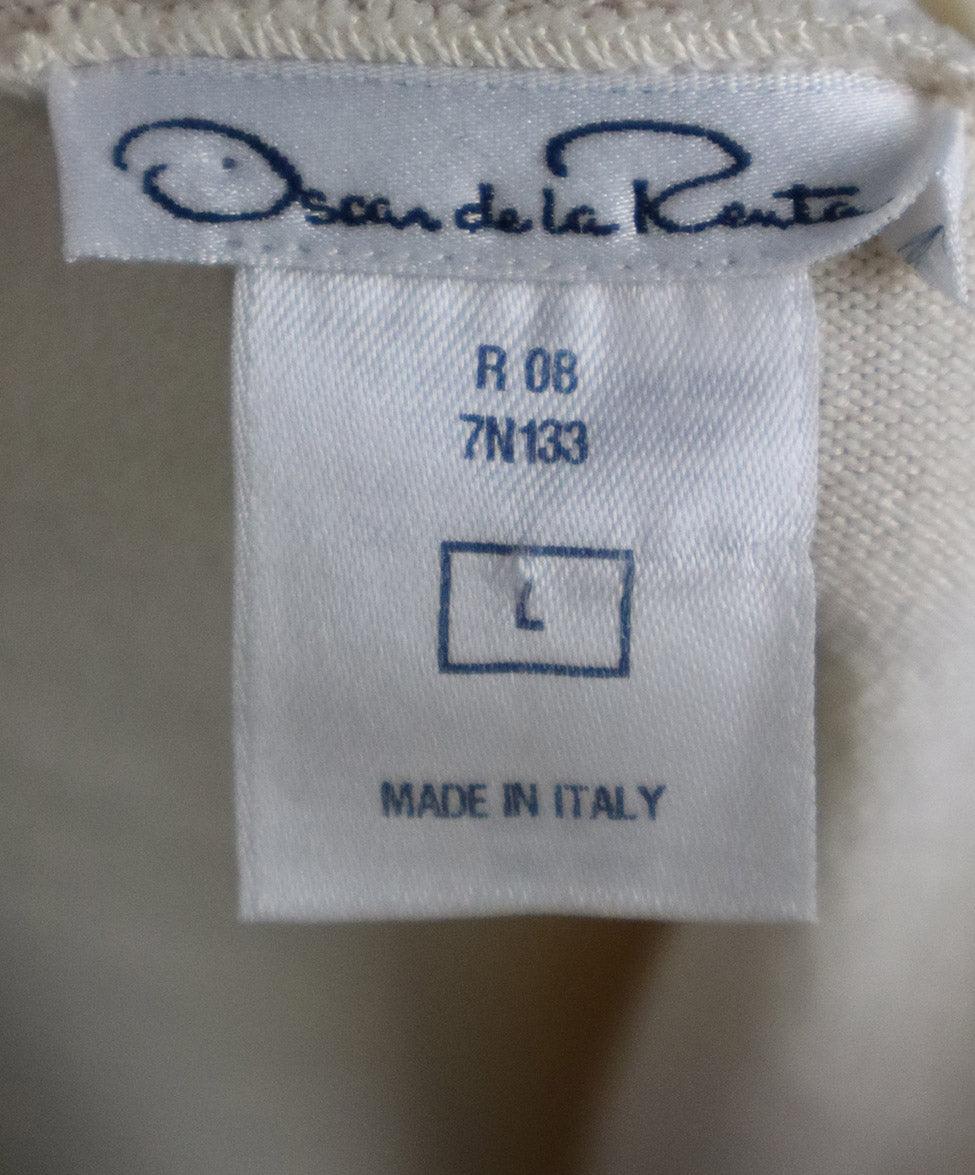 Oscar de la Renta
R 08
7N133
L
MADE IN ITALY